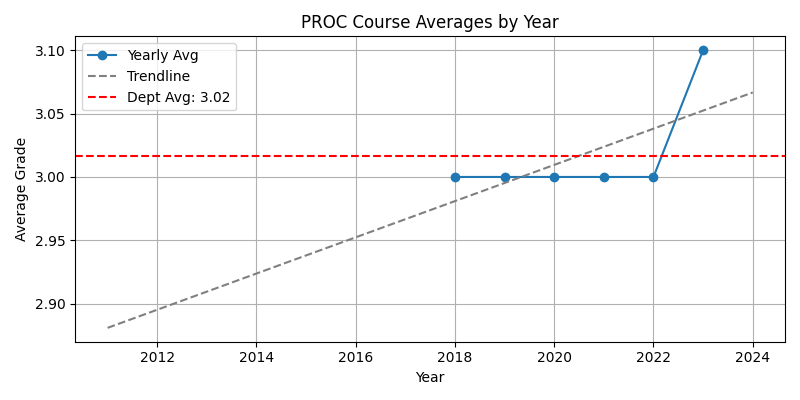 PROC Course Averages by Year
Yearly Avg
Trendline
Dept Avg: 3.02
Average Grade
3.10
3.05
3.00
2.95
2.90
2012 2014 2016 2018 2020 2022 2024
Year